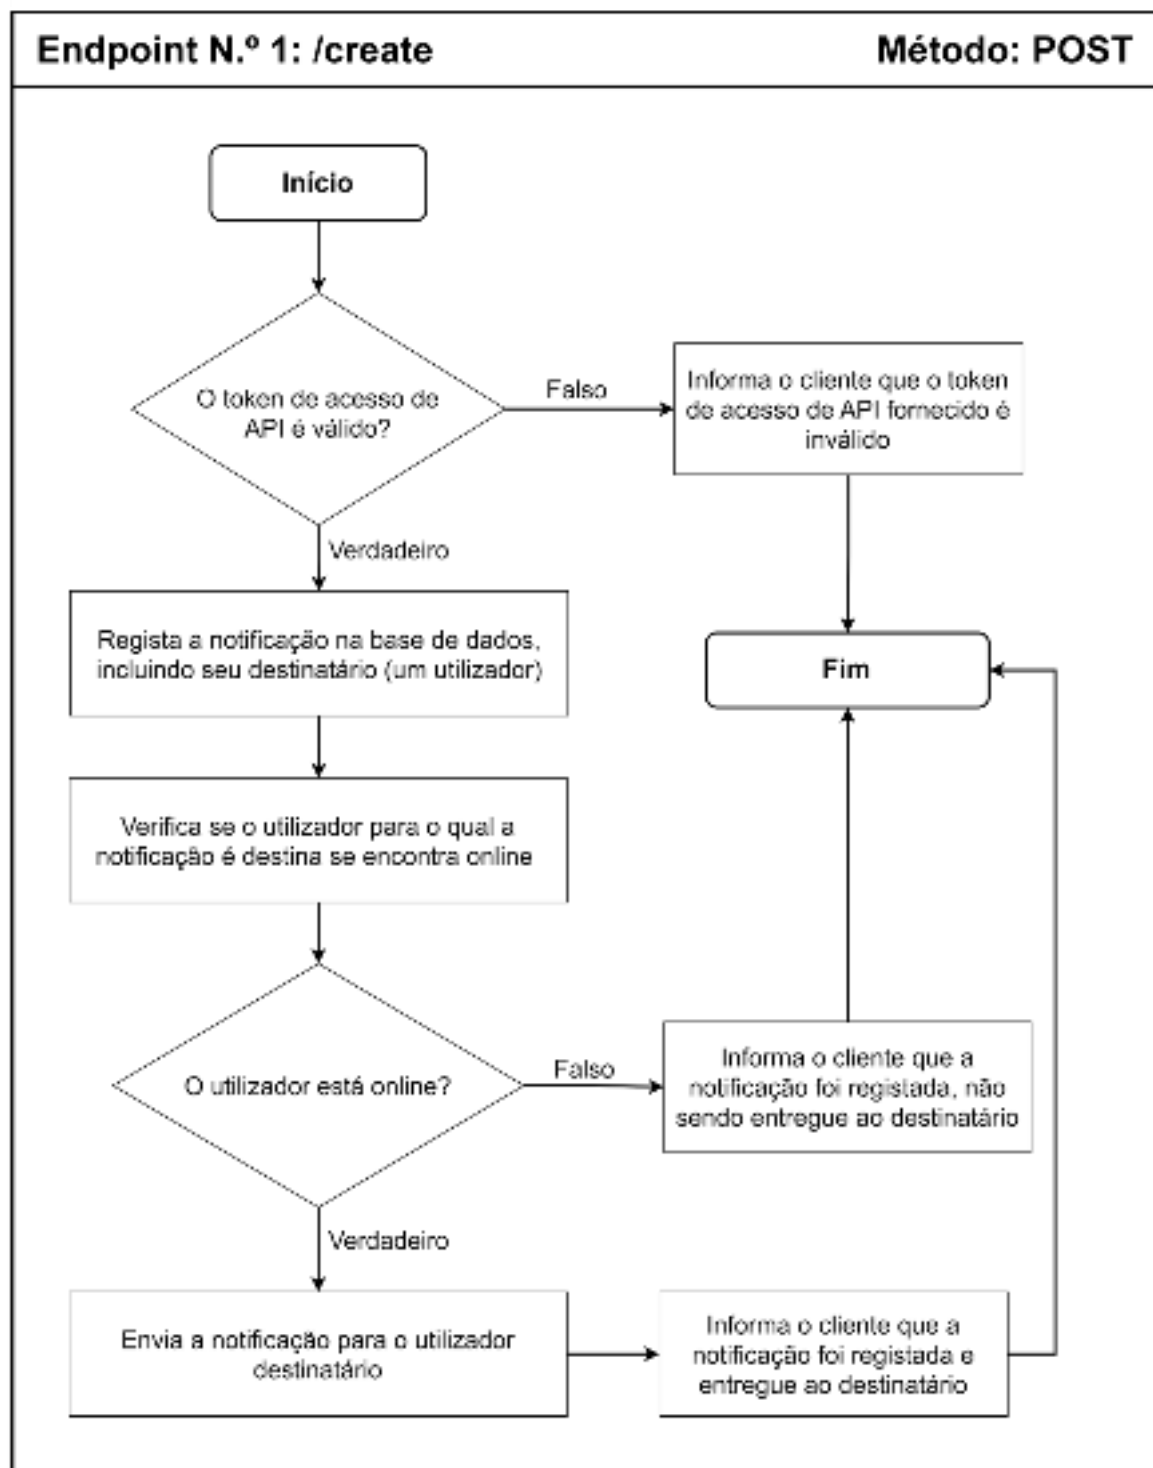 Endpoint N.º 1: /create
Método: POST
Início
O token de acesso de
API é válido?
Falso
Informa o cliente que o token
de acesso de API fornecido é
inválido
Verdadeiro
Regista a notificação na base de dados,
incluindo seu destinatário (um utilizador)
Fim
Verifica se o utilizador para o qual a
notificação é destina se encontra online
O utilizador está online?
Falso
Informa o cliente que a
notificação foi registada, não
sendo entregue ao destinatário
Verdadeiro
Envia a notificação para o utilizador
destinatário
Informa o cliente que a
notificação foi registada e
entregue ao destinatário